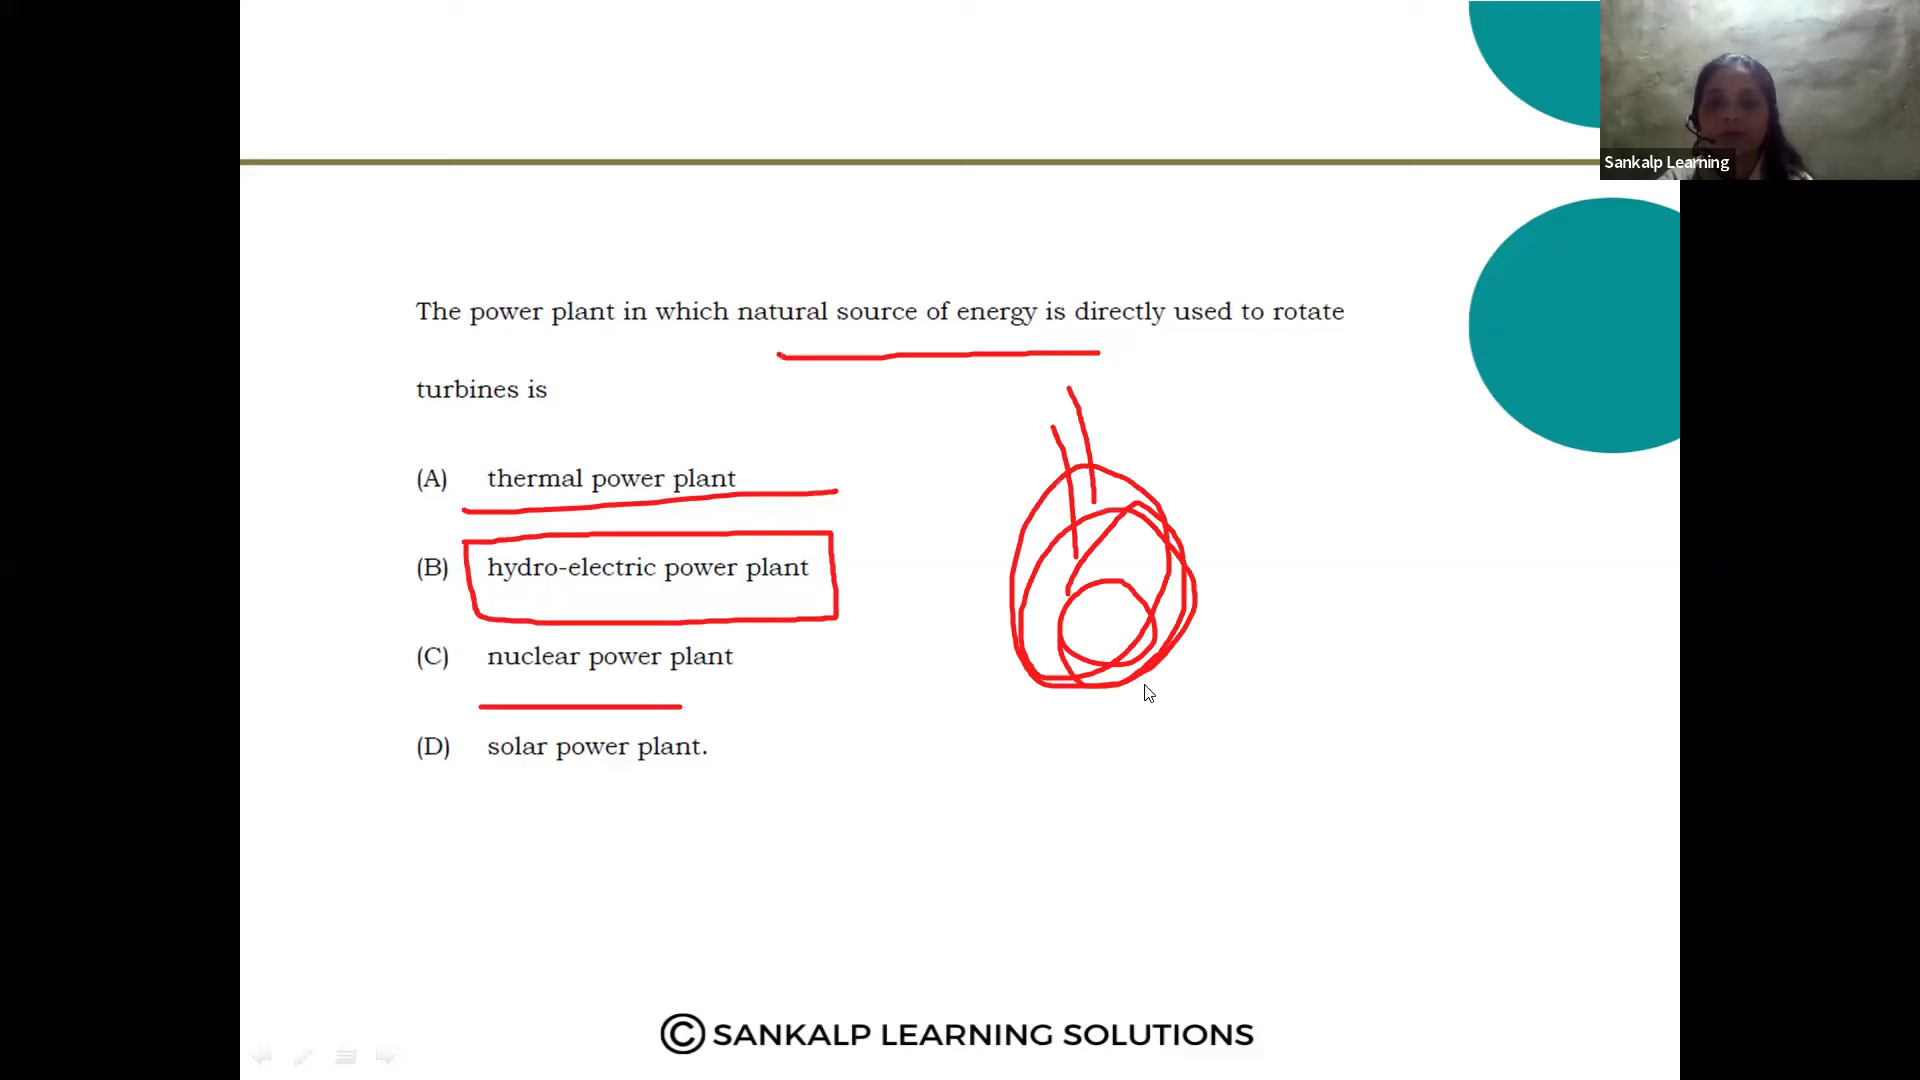 Sankalp Learning
The power plant in which natural source of energy is directly used to rotate
turbines is
(A) thermal power plant
(B) hydro-electric power plant
(C) nuclear power plant
(D) solar power plant.
© SANKALP LEARNING SOLUTIONS